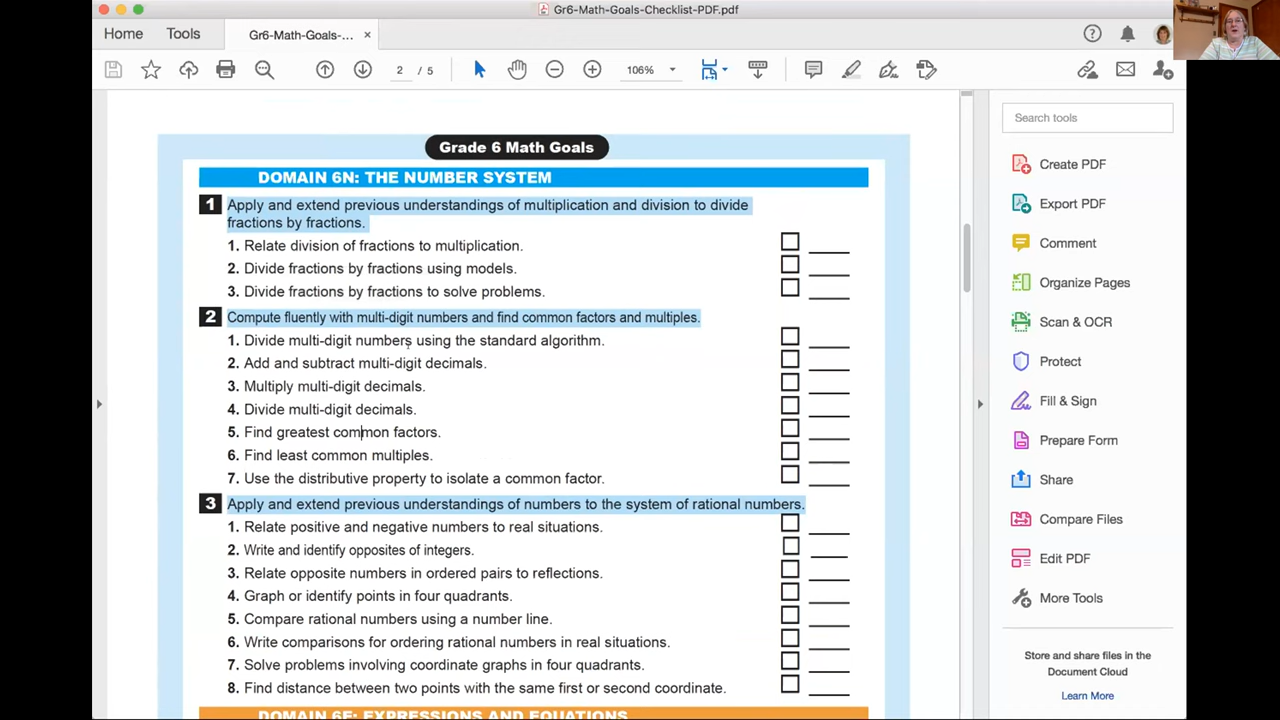 Gr6-Math-Goals-Checklist-PDF.pdf
Home Tools Gr6-Math-Goals-... ×
2 / 5 106%
Search tools
Create PDF
Export PDF
Comment
Organize Pages
Scan & OCR
Protect
Fill & Sign
Prepare Form
Share
Compare Files
Edit PDF
More Tools
Store and share files in the
Document Cloud
Learn More
Grade 6 Math Goals
DOMAIN 6N: THE NUMBER SYSTEM
1 Apply and extend previous understandings of multiplication and division to divide
fractions by fractions.
1. Relate division of fractions to multiplication.
2. Divide fractions by fractions using models.
3. Divide fractions by fractions to solve problems.
2 Compute fluently with multi-digit numbers and find common factors and multiples.
1. Divide multi-digit numbers using the standard algorithm.
2. Add and subtract multi-digit decimals.
3. Multiply multi-digit decimals.
4. Divide multi-digit decimals.
5. Find greatest common factors.
6. Find least common multiples.
7. Use the distributive property to isolate a common factor.
3 Apply and extend previous understandings of numbers to the system of rational numbers.
1. Relate positive and negative numbers to real situations.
2. Write and identify opposites of integers.
3. Relate opposite numbers in ordered pairs to reflections.
4. Graph or identify points in four quadrants.
5. Compare rational numbers using a number line.
6. Write comparisons for ordering rational numbers in real situations.
7. Solve problems involving coordinate graphs in four quadrants.
8. Find distance between two points with the same first or second coordinate.
DOMAIN 6E: EXPRESSIONS AND EQUATIONS